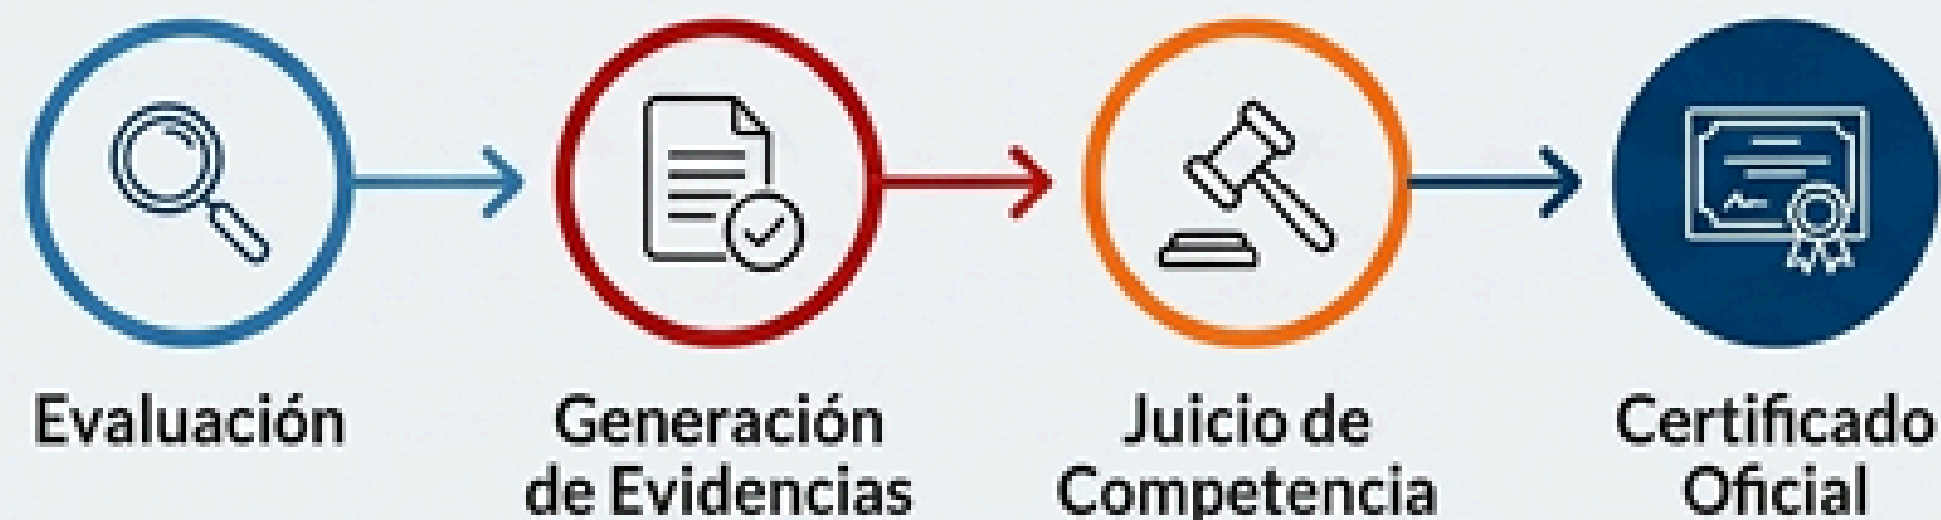 Evaluación
Generación
de Evidencias
Juicio de
Competencia
Certificado
Oficial